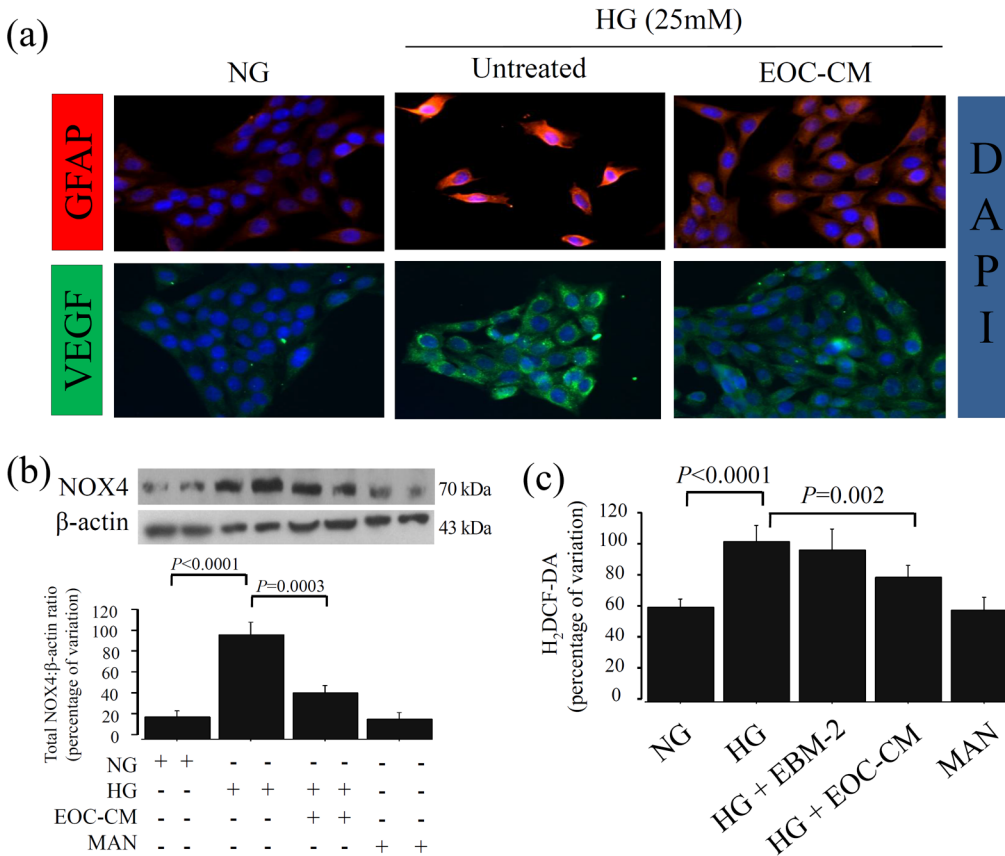 (a)
HG (25mM)
NG
Untreated
EOC-CM
GFAP
VEGF
DAPI
(b)
NOX4
70 kDa
β-actin
43 kDa
P<0.0001
P=0.0003
Total NOX4:β-actin ratio
(percentage of variation)
120
100
80
60
40
20
0
NG + + - - - - - -
HG - - + + + + - -
EOC-CM - - - - + + - -
MAN - - - - - - + +
(c)
P<0.0001
P=0.002
H₂DCF-DA
(percentage of variation)
120
100
80
60
40
60
0
NG
HG
HG + EBM-2
HG + EOC-CM
MAN